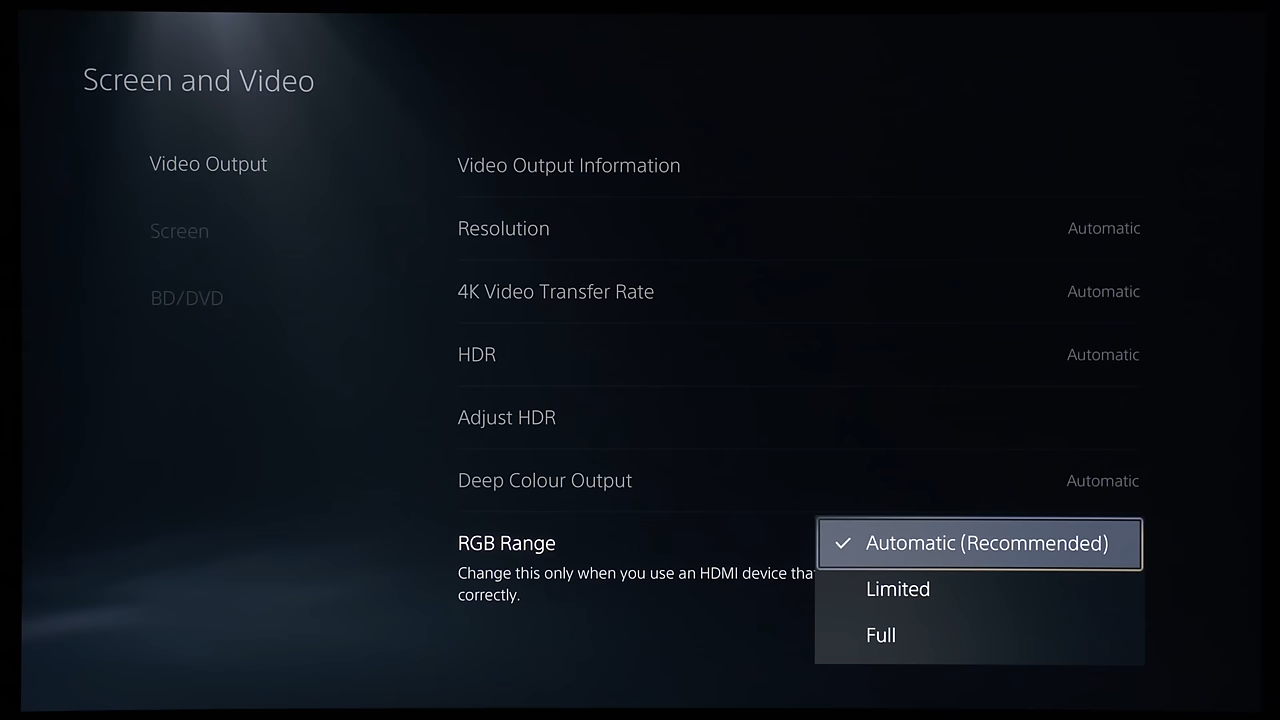 Screen and Video
Video Output
Screen
BD/DVD
Video Output Information
Resolution Automatic
4K Video Transfer Rate Automatic
HDR Automatic
Adjust HDR
Deep Colour Output Automatic
RGB Range
Change this only when you use an HDMI device
correctly.
Automatic (Recommended)
Limited
Full